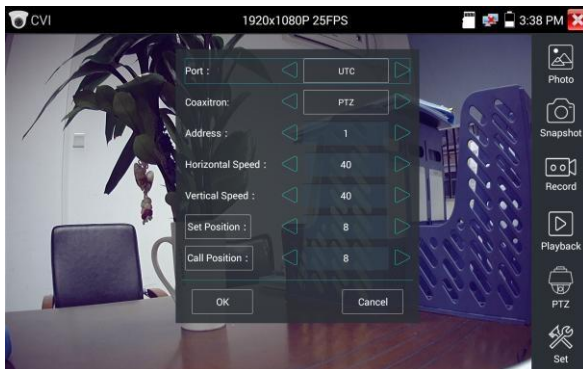 CVI 1920x1080P 25FPS 3:38 PM
Port : UTC
Coaxitron: PTZ
Address : 1
Horizontal Speed : 40
Vertical Speed : 40
Set Position : 8
Call Position : 8
OK Cancel
Photo
Snapshot
Record
Playback
PTZ
Set